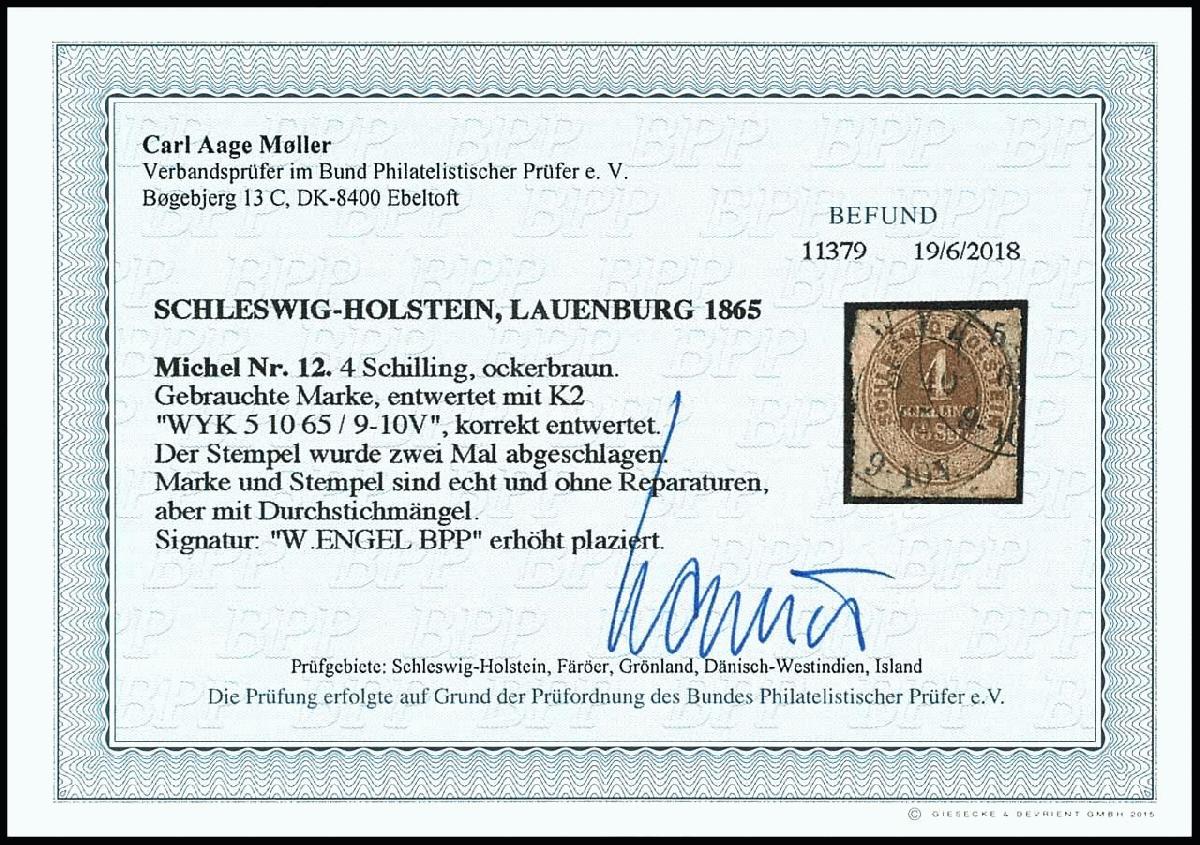 Carl Aage Møller
Verbandsprüfer im Bund Philatelistischer Prüfer e. V.
Bøgebjerg 13 C, DK-8400 Ebeltoft
BEFUND
11379 19/6/2018
SCHLESWIG-HOLSTEIN, LAUENBURG 1865
Michel Nr. 12. 4 Schilling, ockerbraun.
Gebrauchte Marke, entwertet mit K2
"WYK 5 10 65 / 9-10V", korrekt entwertet.
Der Stempel wurde zwei Mal abgeschlagen.
Marke und Stempel sind echt und ohne Reparaturen,
aber mit Durchstichmängel.
Signatur: "W.ENGEL BPP" erhöht plaziert.
4
SCHILLING
9-10V.
Prüfgebiete: Schleswig-Holstein, Färöer, Grönland, Dänisch-Westindien, Island
Die Prüfung erfolgte auf Grund der Prüfordnung des Bundes Philatelistischer Prüfer e.V.
© GIESECKE & DEVRIENT GMBH 2015